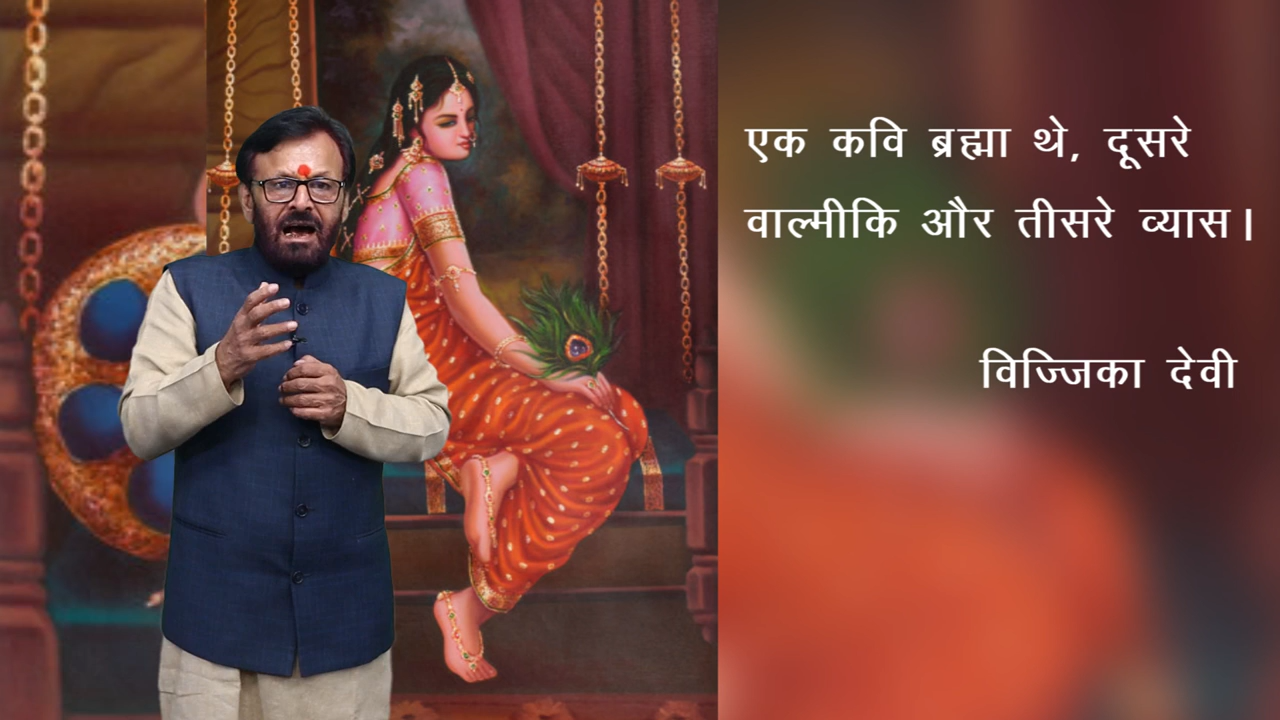 एक कवि ब्रह्मा थे, दूसरे
वाल्मीकि और तीसरे व्यास।
विज्जिका देवी